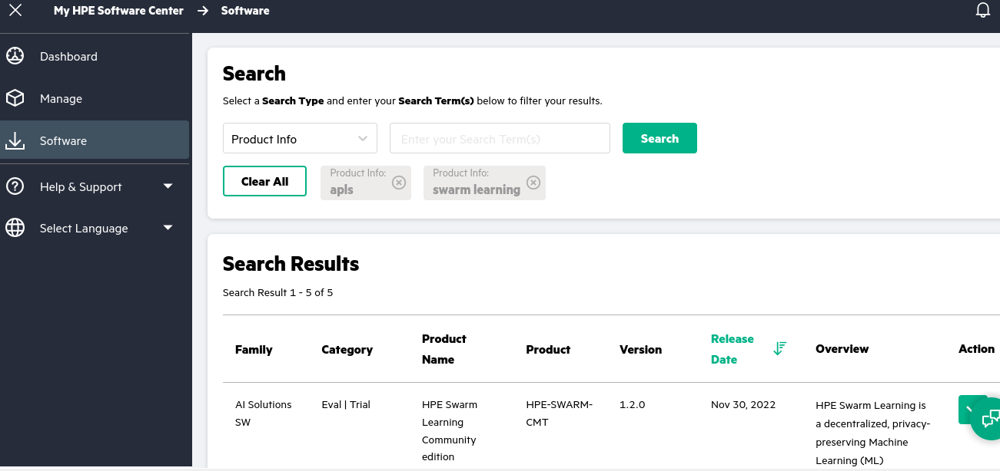 My HPE Software Center → Software
Dashboard
Manage
Software
Help & Support
Select Language
Search
Select a Search Type and enter your Search Term(s) below to filter your results.
Product Info
Enter your Search Term(s)
Search
Clear All
Product Info:
apls
Product Info:
swarm learning
Search Results
Search Result 1 - 5 of 5
Family
Category
Product
Name
Product
Version
Release
Date
Overview
Action
AI Solutions
SW
Eval | Trial
HPE Swarm
Learning
Community
edition
HPE-SWARM-
CMT
1.2.0
Nov 30, 2022
HPE Swarm Learning is
a decentralized, privacy-
preserving Machine
Learning (ML)